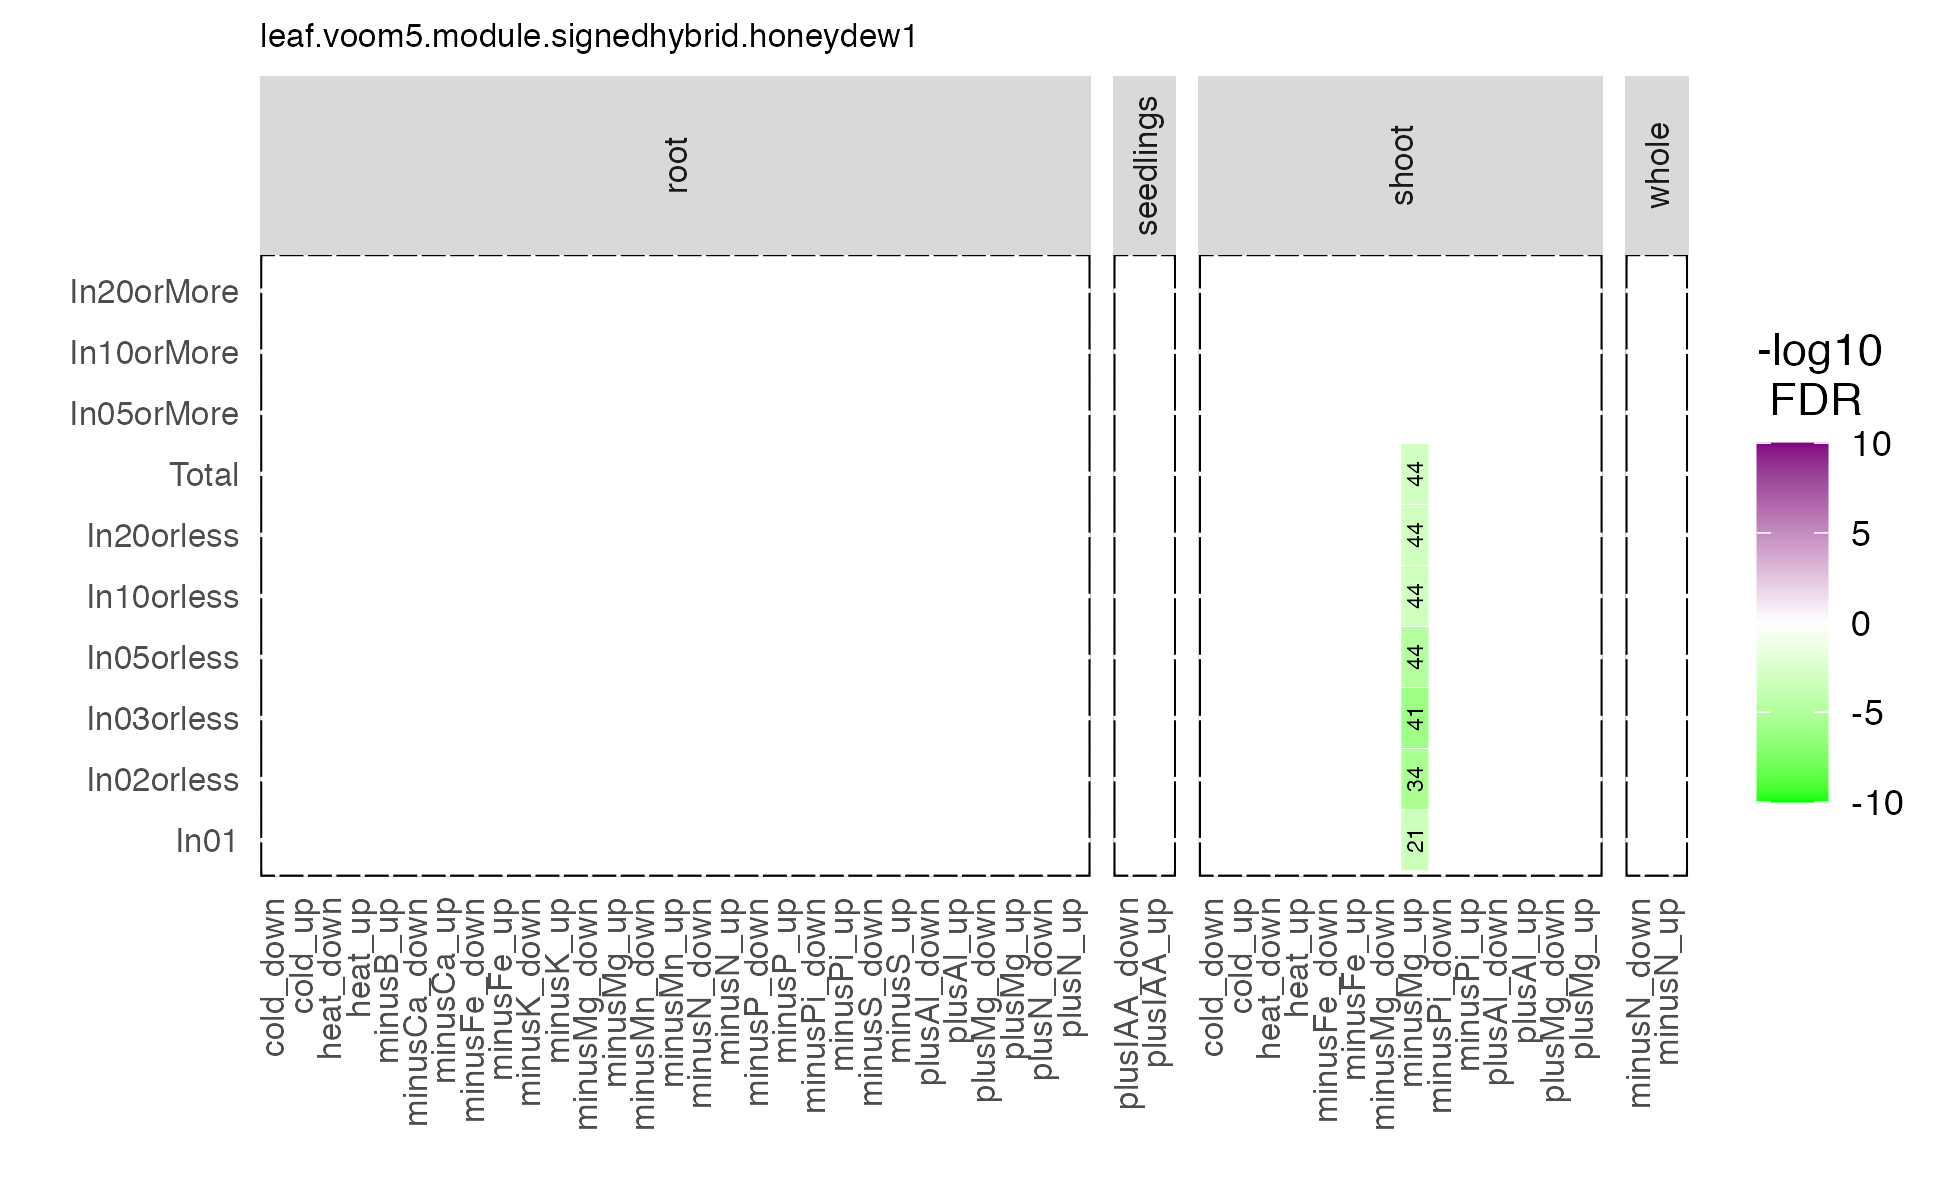 leaf.voom5.module.signedhybrid.honeydew1
root
seedlings
shoot
whole
In20orMore
In10orMore
In05orMore
Total
In20orless
In10orless
In05orless
In03orless
In02orless
In01
44
44
44
44
41
34
21
-log10
FDR
10
5
0
-5
-10
cold_down
cold_up
heat_down
heat_up
minusB_up
minusCa_down
minusCa_up
minusFe_down
minusFe_up
minusK_down
minusK_up
minusMg_down
minusMg_up
minusMn_down
minusMn_up
minusN_down
minusN_up
minusP_down
minusP_up
minusPi_down
minusPi_up
minusS_down
minusS_up
plusAl_down
plusAl_up
plusMg_down
plusMg_up
plusN_down
plusN_up
plusIAA_down
plusIAA_up
cold_down
cold_up
heat_down
heat_up
minusFe_down
minusFe_up
minusMg_down
minusMg_up
minusPi_down
minusPi_up
plusAl_down
plusAl_up
plusMg_down
plusMg_up
minusN_down
minusN_up